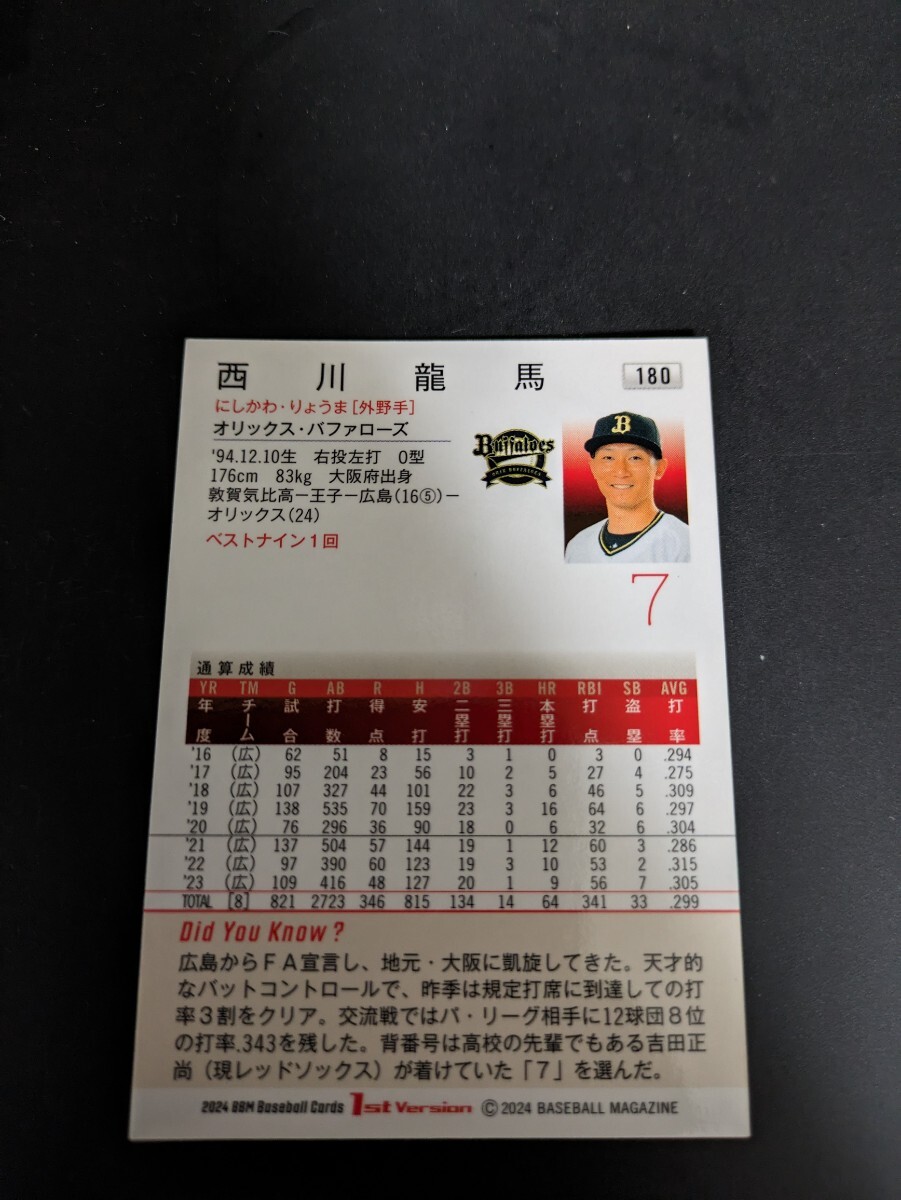 西川龍馬 180
にしかわ・りょうま［外野手］
オリックス・バファローズ
'94.12.10生 右投左打 O型
176cm 83kg 大阪府出身
敦賀気比高－王子－広島(16⑤)－
オリックス(24)
ベストナイン1回
Buffaloes
B
7
通算成績
YR TM G AB R H 2B 3B HR RBI SB AVG
年度 チーム 試合 打数 得点 安打 二塁打 三塁打 本塁打 打点 盗塁 打率
'16 (広) 62 51 8 15 3 1 0 3 0 .294
'17 (広) 95 204 23 56 10 2 5 27 4 .275
'18 (広) 107 327 44 101 22 3 6 46 5 .309
'19 (広) 138 535 70 159 23 3 16 64 6 .297
'20 (広) 76 296 36 90 18 0 6 32 6 .304
'21 (広) 137 504 57 144 19 1 12 60 3 .286
'22 (広) 97 390 60 123 19 3 10 53 2 .315
'23 (広) 109 416 48 127 20 1 9 56 7 .305
TOTAL [8] 821 2723 346 815 134 14 64 341 33 .299
Did You Know?
広島からＦＡ宣言し、地元・大阪に凱旋してきた。天才的
なバットコントロールで、昨季は規定打席に到達しての打
率３割をクリア。交流戦ではパ・リーグ相手に12球団８位
の打率.343を残した。背番号は高校の先輩でもある吉田正
尚（現レッドソックス）が着けていた「７」を選んだ。
2024 BBM Baseball Cards 1st Version ©2024 BASEBALL MAGAZINE